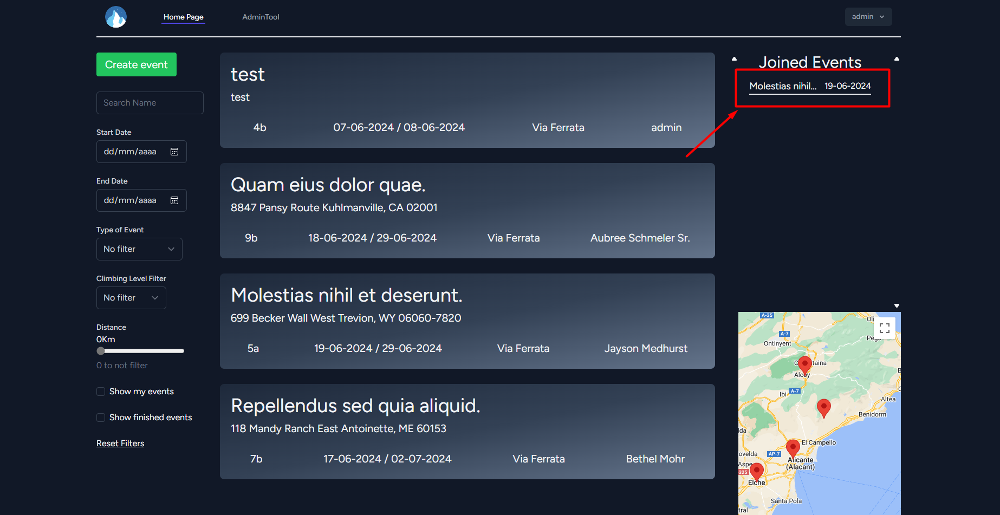 Home Page
AdminTool
admin
Create event
Search Name
Start Date
dd/mm/aaaa
End Date
dd/mm/aaaa
Type of Event
No filter
Climbing Level Filter
No filter
Distance
0Km
0 to not filter
Show my events
Show finished events
Reset Filters
test
test
4b 07-06-2024 / 08-06-2024 Via Ferrata admin
Quam eius dolor quae.
8847 Pansy Route Kuhlmanville, CA 02001
9b 18-06-2024 / 29-06-2024 Via Ferrata Aubree Schmeler Sr.
Molestias nihil et deserunt.
699 Becker Wall West Trevion, WY 06060-7820
5a 19-06-2024 / 29-06-2024 Via Ferrata Jayson Medhurst
Repellendus sed quia aliquid.
118 Mandy Ranch East Antoinette, ME 60153
7b 17-06-2024 / 02-07-2024 Via Ferrata Bethel Mohr
Joined Events
Molestias nihil... 19-06-2024
A-35
A-7
Ontinyent
Alcoy
A-7
Ibi
Altea
Benidorm
El Campello
AP-7
Alicante
(Alacant)
325
Elche
Santa Pola